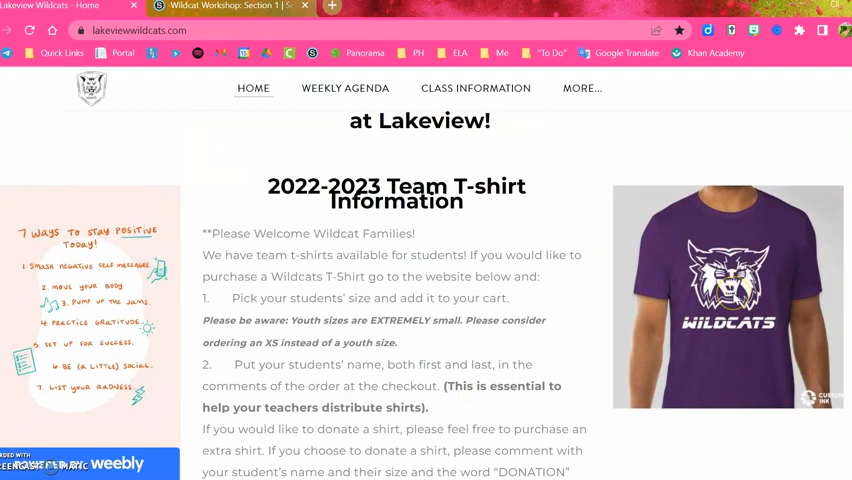 Lakeview Wildcats - Home
Wildcat Workshop: Section 1 | Sc
lakeviewwildcats.com
Quick Links
Portal
Panorama
PH
ELA
Me
"To Do"
Google Translate
Khan Academy
HOME
WEEKLY AGENDA
CLASS INFORMATION
MORE...
at Lakeview!
2022-2023 Team T-shirt
Information
**Please Welcome Wildcat Families!
We have team t-shirts available for students! If you would like to
purchase a Wildcats T-Shirt go to the website below and:
1. Pick your students' size and add it to your cart.
Please be aware: Youth sizes are EXTREMELY small. Please consider
ordering an XS instead of a youth size.
2. Put your students' name, both first and last, in the
comments of the order at the checkout. (This is essential to
help your teachers distribute shirts).
If you would like to donate a shirt, please feel free to purchase an
extra shirt. If you choose to donate a shirt, please comment with
your student's name and their size and the word "DONATION"
7 WAYS TO STAY POSITIVE
TODAY!
1. SMASH NEGATIVE SELF MESSAGES.
2. MOVE YOUR BODY
3. PUMP UP THE JAMS.
4. PRACTICE GRATITUDE.
5. SET UP FOR SUCCESS.
6. BE (A LITTLE) SOCIAL.
7. LIST YOUR RADNESS.
POWERED BY weebly
WILDCATS
CUSTOM
INK